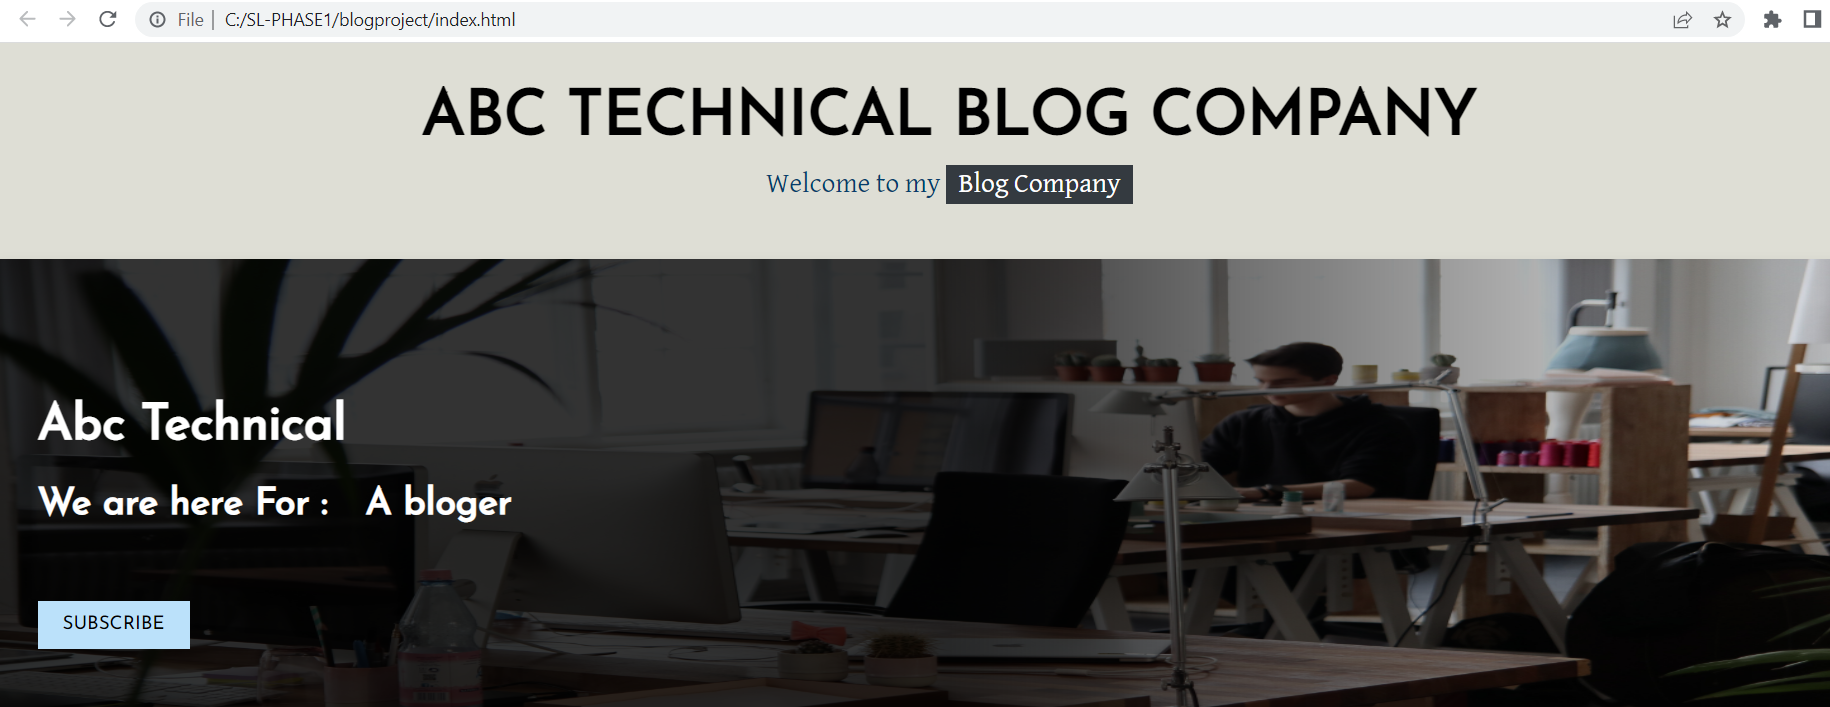 File | C:/SL-PHASE1/blogproject/index.html
ABC TECHNICAL BLOG COMPANY
Welcome to my Blog Company
Abc Technical
We are here For : A bloger
SUBSCRIBE